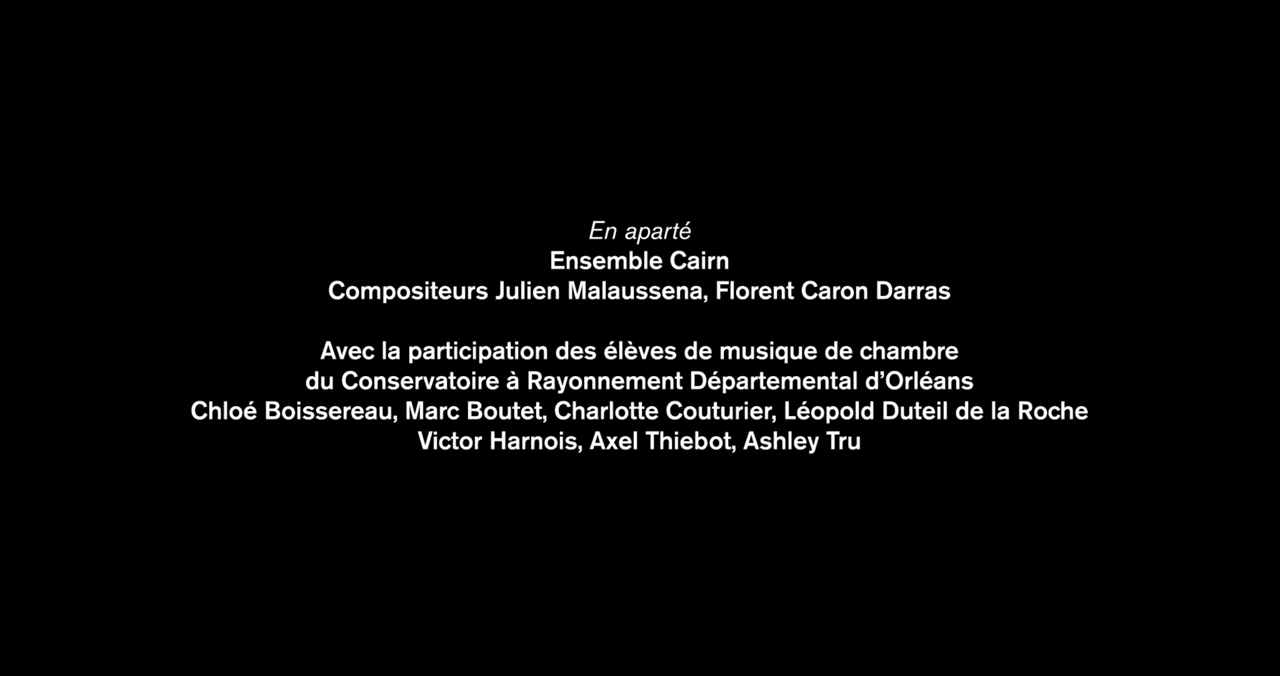 En aparté
Ensemble Cairn
Compositeurs Julien Malaussena, Florent Caron Darras
Avec la participation des élèves de musique de chambre
du Conservatoire à Rayonnement Départemental d’Orléans
Chloé Boissereau, Marc Boutet, Charlotte Couturier, Léopold Duteil de la Roche
Victor Harnois, Axel Thiebot, Ashley Tru